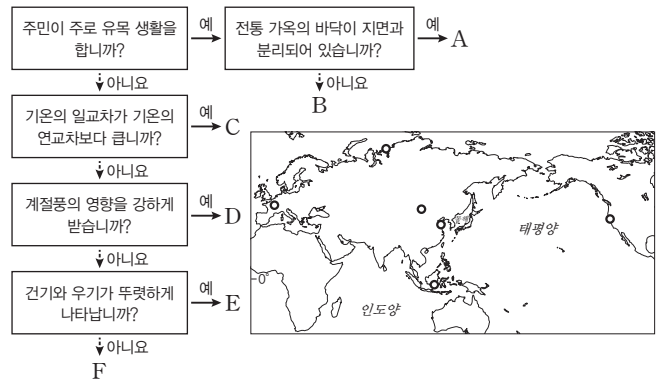 주민이 주로 유목 생활을
합니까?
예
전통 가옥의 바닥이 지면과
분리되어 있습니까?
예
A
아니요
아니요
B
기온의 일교차가 기온의
연교차보다 큽니까?
예
C
아니요
계절풍의 영향을 강하게
받습니까?
예
D
아니요
건기와 우기가 뚜렷하게
나타납니까?
예
E
아니요
F
태평양
0°
인도양